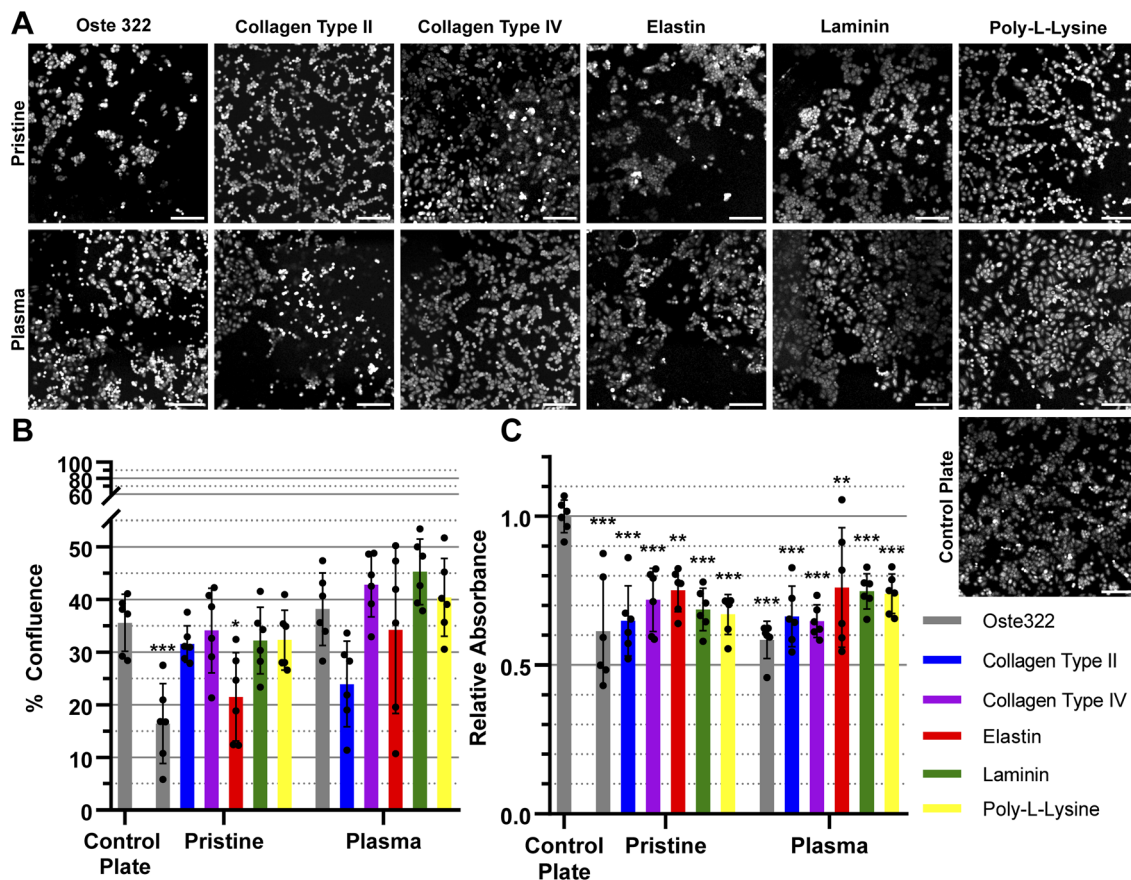 A
Oste 322
Collagen Type II
Collagen Type IV
Elastin
Laminin
Poly-L-Lysine
Pristine
Plasma
Control Plate
B
% Confluence
100
80
60
50
40
30
20
10
0
***
*
Control
Plate
Pristine
Plasma
C
Relative Absorbance
1.0
0.5
0.0
***
***
***
**
***
***
***
***
***
**
***
***
Control
Plate
Pristine
Plasma
Oste322
Collagen Type II
Collagen Type IV
Elastin
Laminin
Poly-L-Lysine